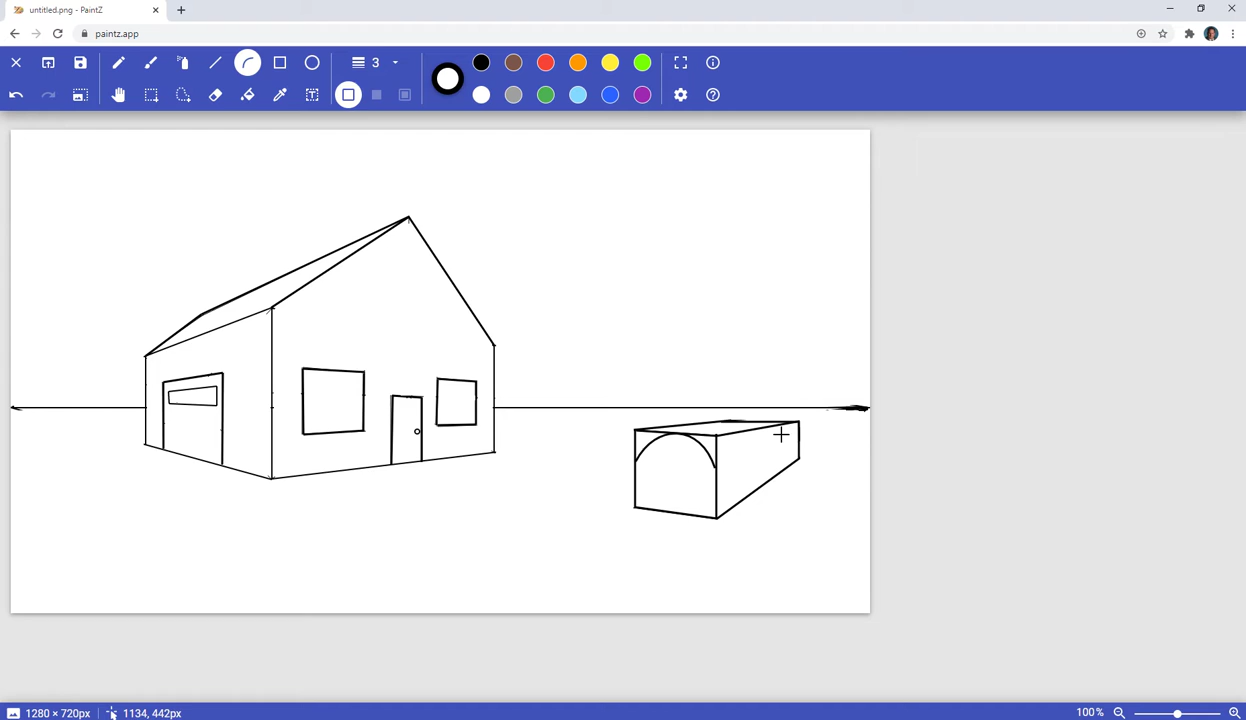 untitled.png - PaintZ
paintz.app
3
1280 × 720px
1134, 442px
100%